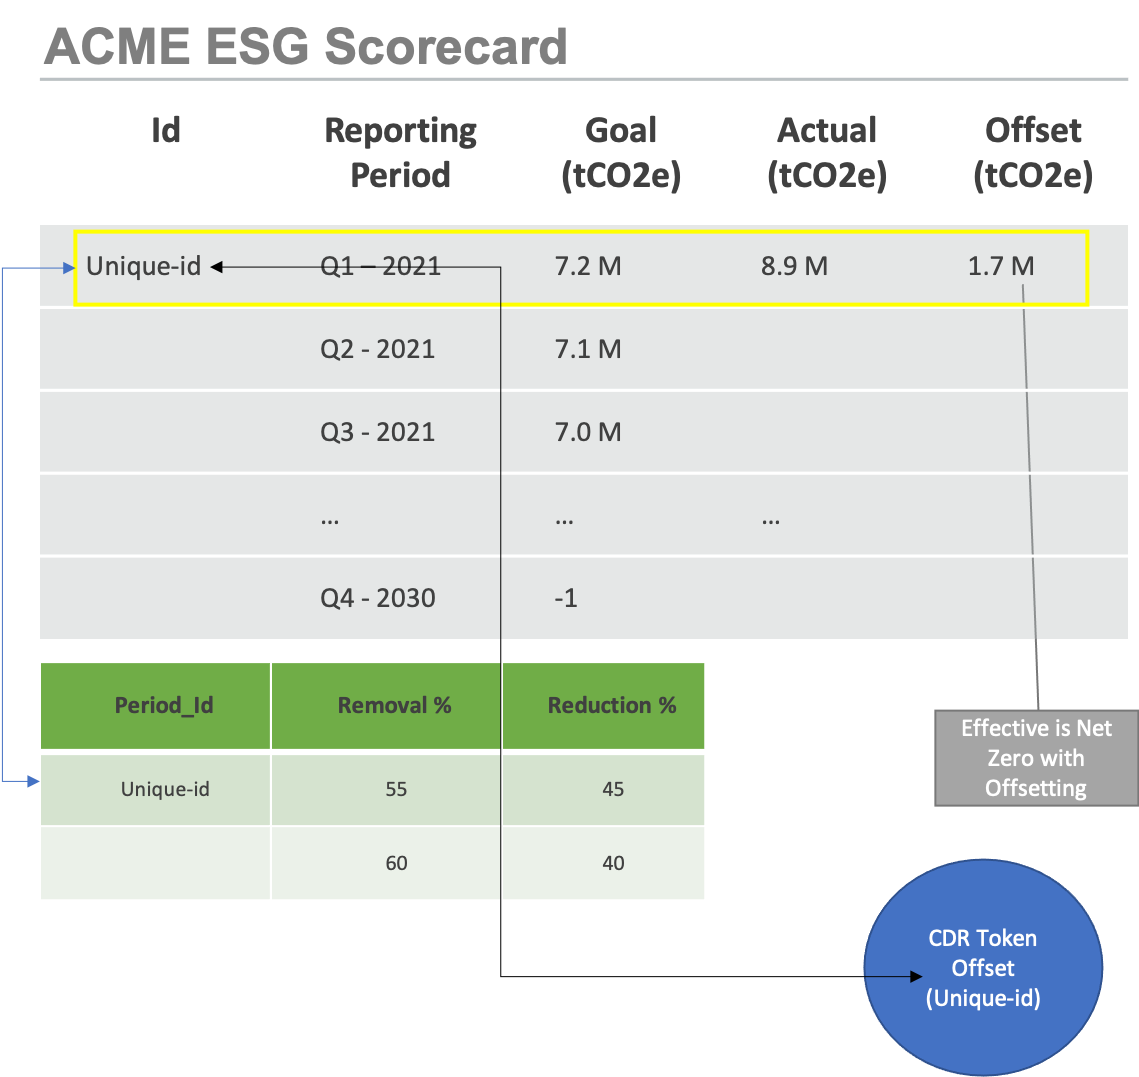 ACME ESG Scorecard
Id Reporting Period Goal (tCO2e) Actual (tCO2e) Offset (tCO2e)
Unique-id Q1 – 2021 7.2 M 8.9 M 1.7 M
Q2 - 2021 7.1 M
Q3 - 2021 7.0 M
... ... ...
Q4 - 2030 -1
Period_Id Removal % Reduction %
Unique-id 55 45
60 40
Effective is Net
Zero with
Offsetting
CDR Token
Offset
(Unique-id)